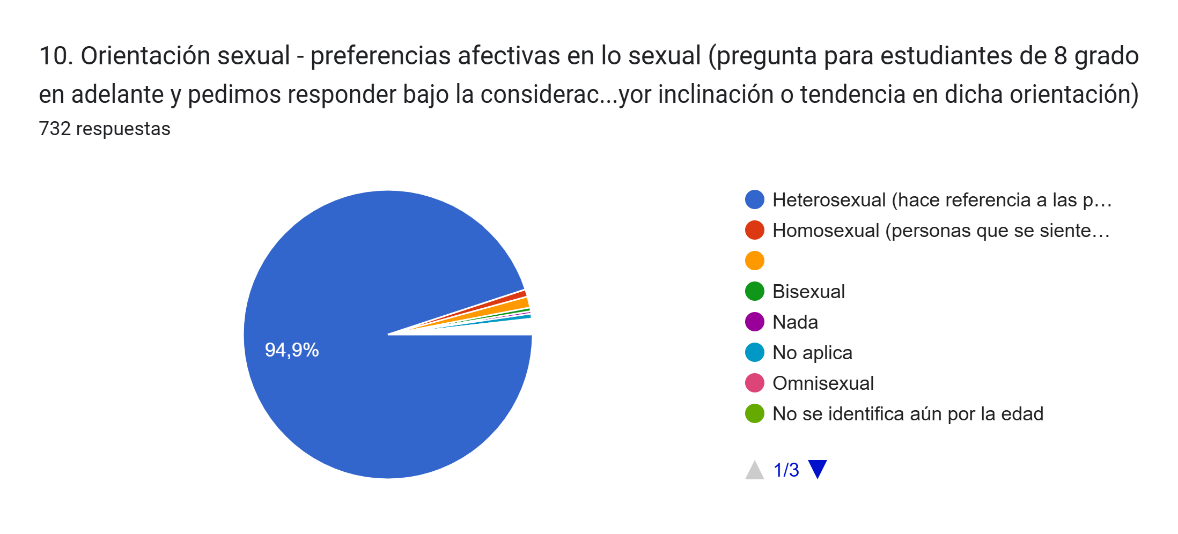 10. Orientación sexual - preferencias afectivas en lo sexual (pregunta para estudiantes de 8 grado
en adelante y pedimos responder bajo la considerac...yor inclinación o tendencia en dicha orientación)
732 respuestas
94,9%
Heterosexual (hace referencia a las p…
Homosexual (personas que se siente…
Bisexual
Nada
No aplica
Omnisexual
No se identifica aún por la edad
1/3